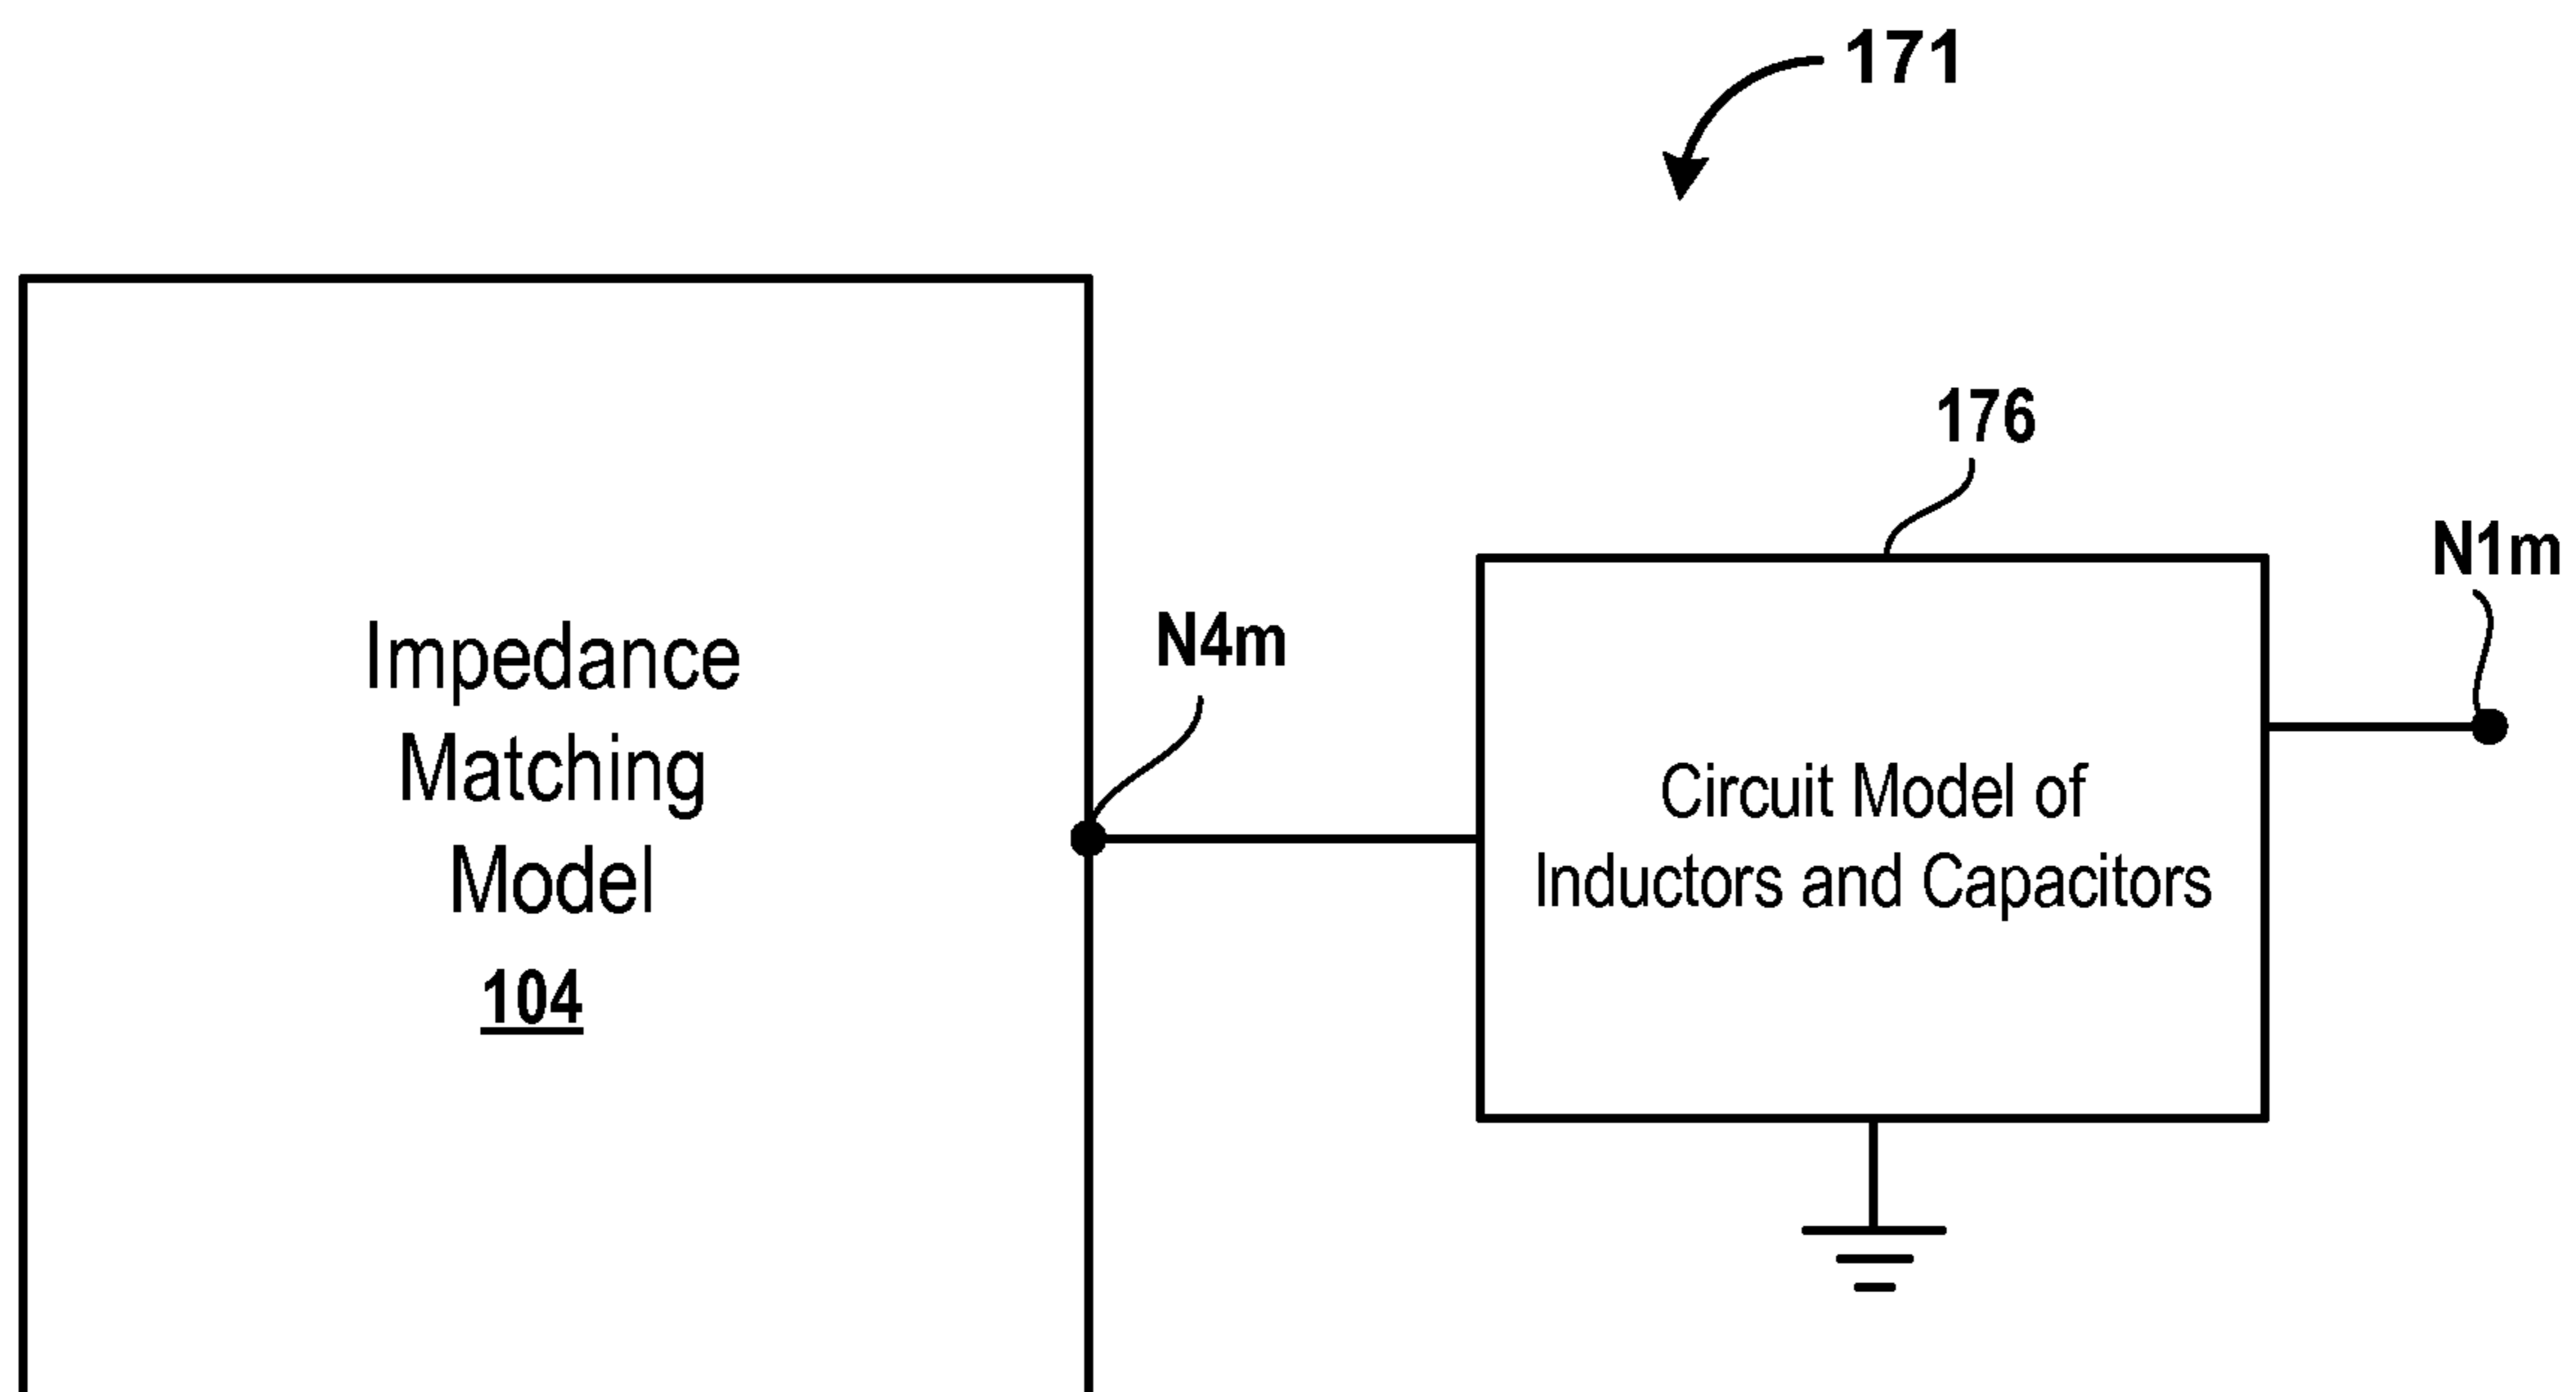 171
176
N1m
N4m
Impedance
Matching
Model
104
Circuit Model of
Inductors and Capacitors